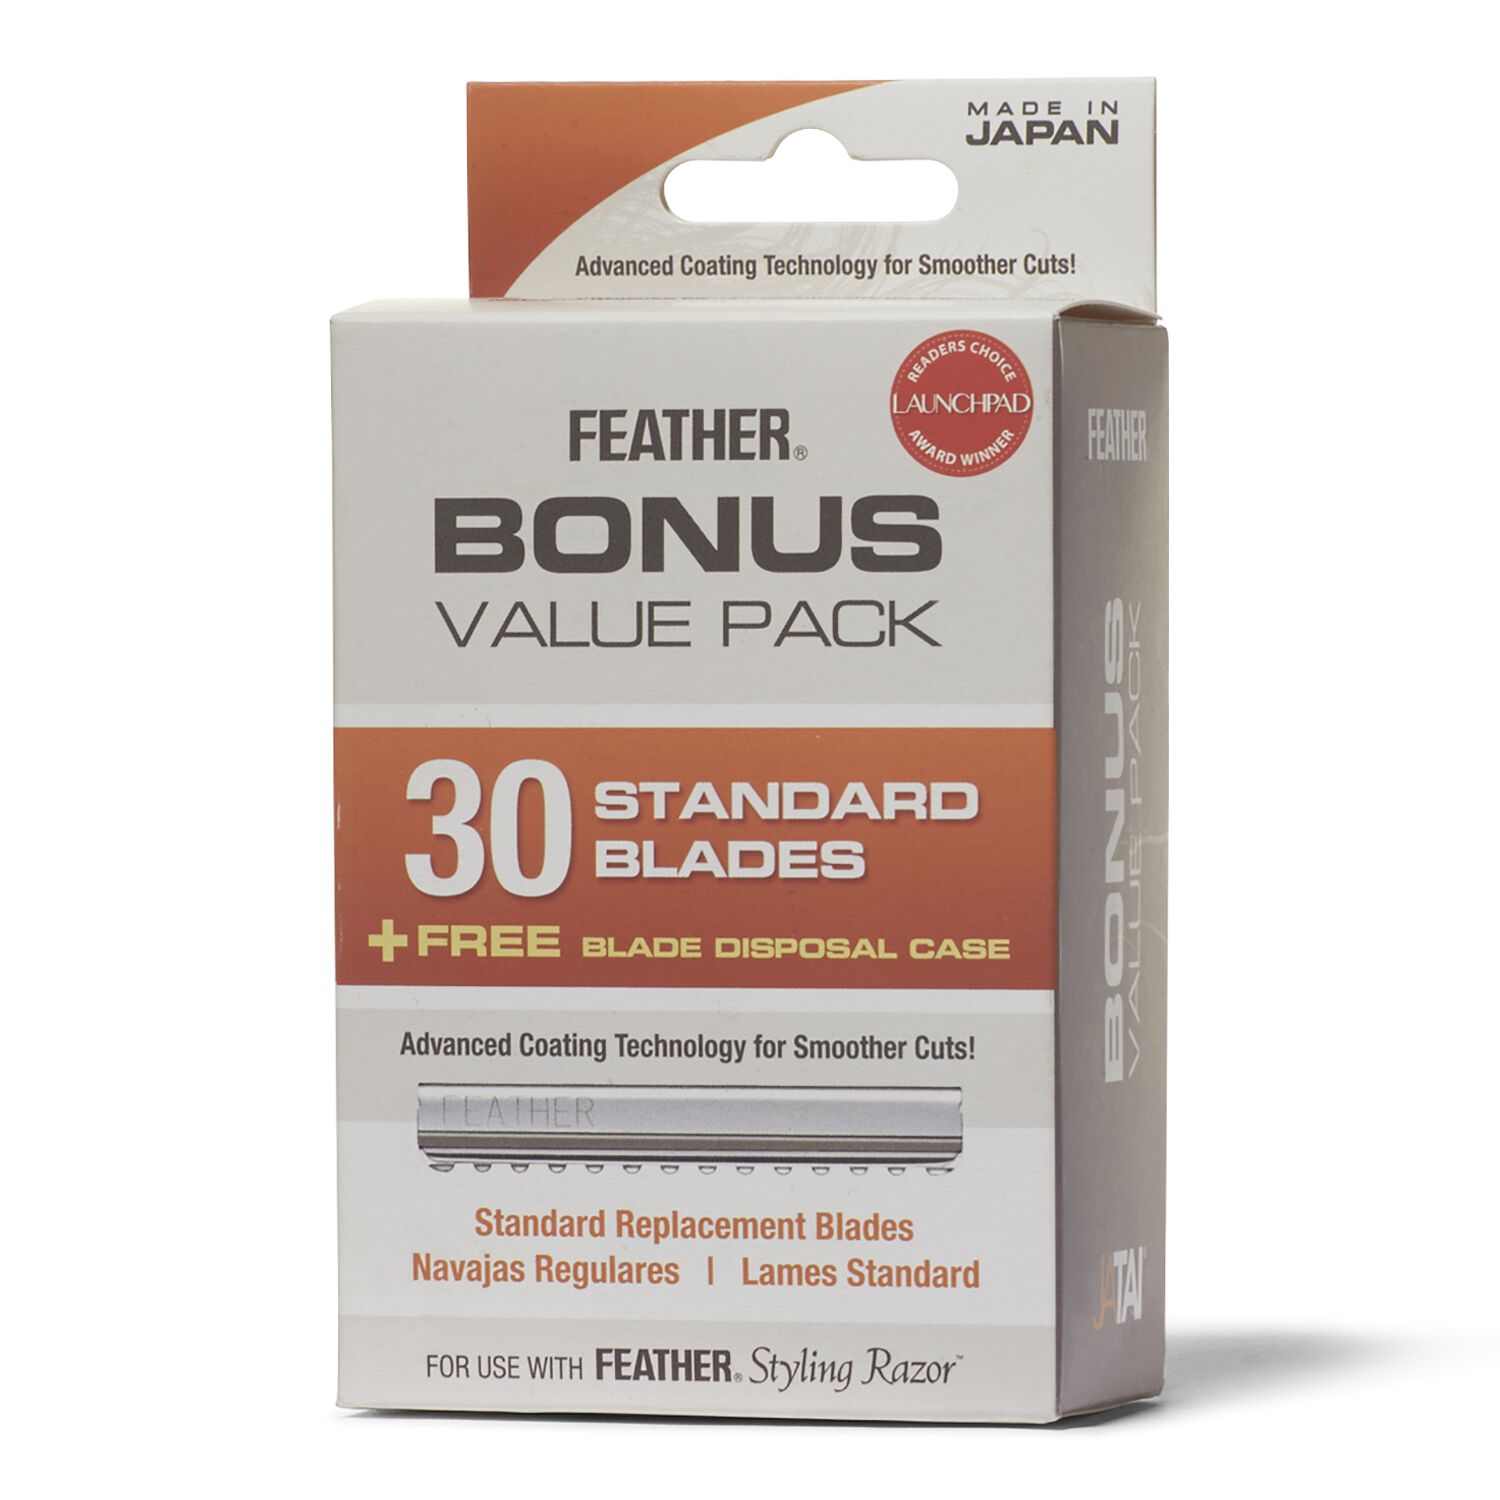 MADE IN
JAPAN
Advanced Coating Technology for Smoother Cuts!
READERS CHOICE
LAUNCHPAD
AWARD WINNER
FEATHER®
BONUS
VALUE PACK
30 STANDARD
BLADES
+FREE BLADE DISPOSAL CASE
Advanced Coating Technology for Smoother Cuts!
FEATHER
Standard Replacement Blades
Navajas Regulares | Lames Standard
FOR USE WITH FEATHER® Styling Razor™
FEATHER
BONUS
VALUE PACK
JATAI®